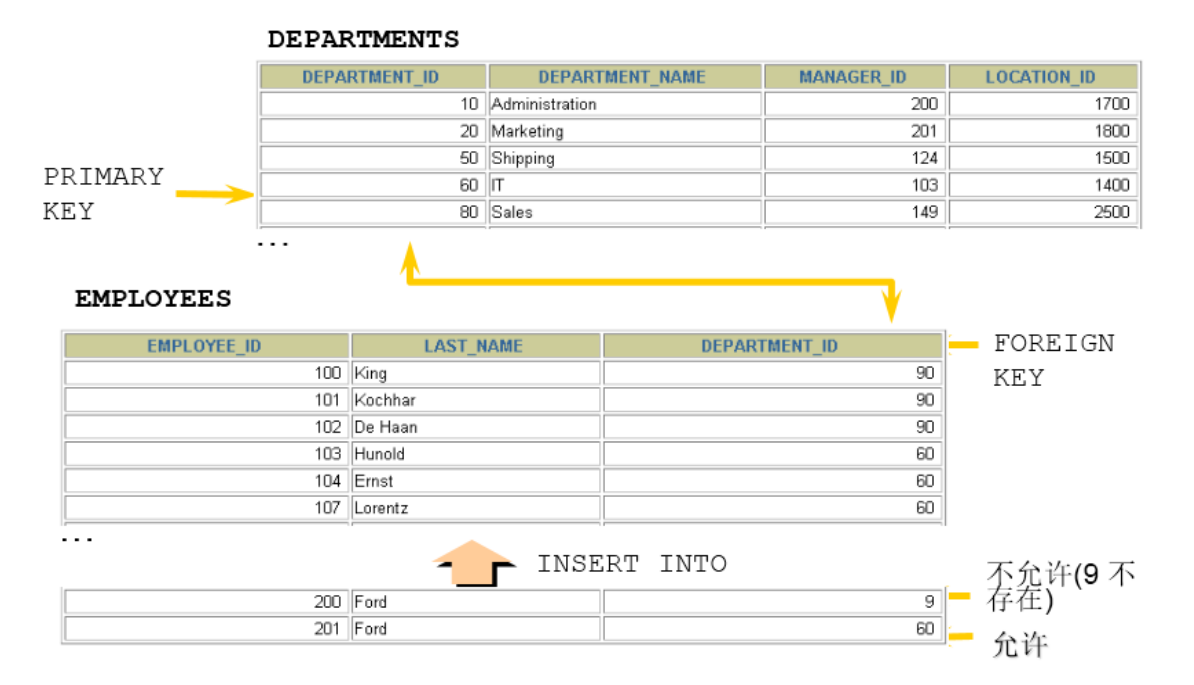 DEPARTMENTS
DEPARTMENT_ID DEPARTMENT_NAME MANAGER_ID LOCATION_ID
10 Administration 200 1700
20 Marketing 201 1800
50 Shipping 124 1500
60 IT 103 1400
80 Sales 149 2500
...
PRIMARY
KEY
EMPLOYEES
EMPLOYEE_ID LAST_NAME DEPARTMENT_ID
100 King 90
101 Kochhar 90
102 De Haan 90
103 Hunold 60
104 Ernst 60
107 Lorentz 60
...
FOREIGN
KEY
INSERT INTO
200 Ford 9
201 Ford 60
不允许(9 不
存在)
允许